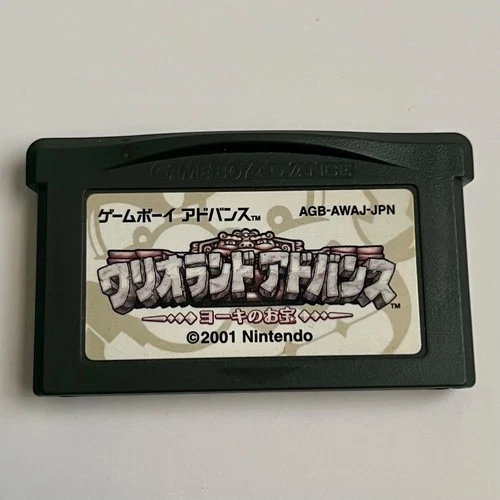 GAME BOY ADVANCE
ゲームボーイ アドバンス™ AGB-AWAJ-JPN
ワリオランドアドバンス™
ヨーキのお宝
©2001 Nintendo